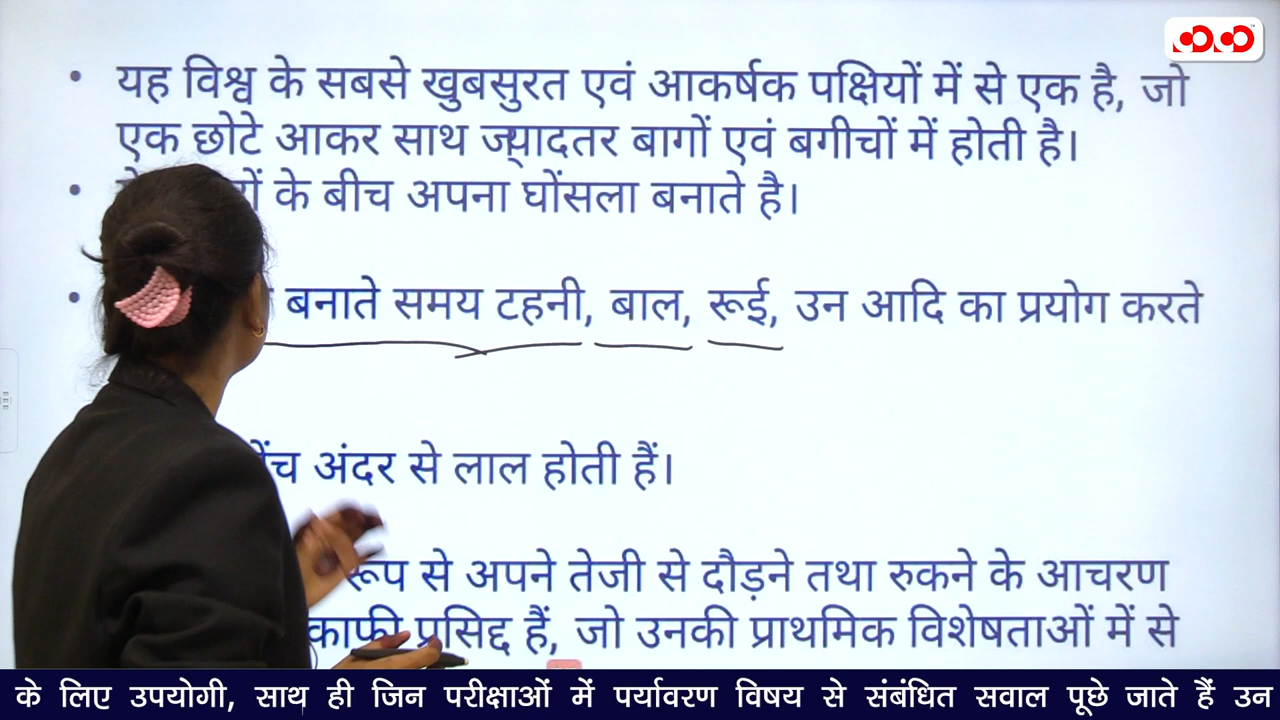 यह विश्व के सबसे खुबसुरत एवं आकर्षक पक्षियों में से एक है, जो
एक छोटे आकर साथ ज्यादतर बागों एवं बगीचों में होती है।
के बीच अपना घोंसला बनाते है।
बनाते समय टहनी, बाल, रूई, उन आदि का प्रयोग करते
अंदर से लाल होती हैं।
रूप से अपने तेजी से दौड़ने तथा रुकने के आचरण
काफी प्रसिद्द हैं, जो उनकी प्राथमिक विशेषताओं में से
के लिए उपयोगी, साथ ही जिन परीक्षाओं में पर्यावरण विषय से संबंधित सवाल पूछे जाते हैं उन